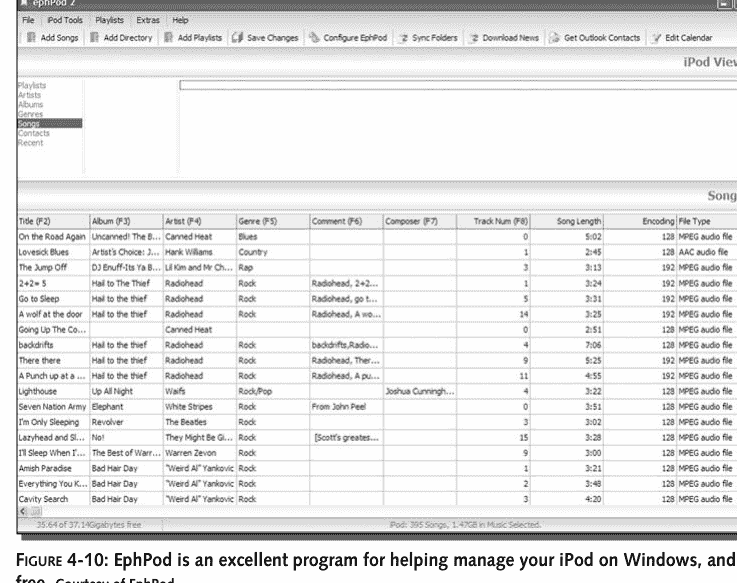 ephPod 2
File iPod Tools Playlists Extras Help
Add Songs Add Directory Add Playlists Save Changes Configure EphPod Sync Folders Download News Get Outlook Contacts Edit Calendar
iPod View
Playlists
Artists
Albums
Genres
Songs
Contacts
Recent
Song
Title (F2) Album (F3) Artist (F4) Genre (F5) Comment (F6) Composer (F7) Track Num (F8) Song Length Encoding File Type
On the Road Again Uncanned! The B... Canned Heat Blues 0 5:02 128 MPEG audio file
Lovesick Blues Artist's Choice: J... Hank Williams Country 1 2:45 128 AAC audio file
The Jump Off DJ Enuff-Its Ya B... Lil Kim and Mr Ch... Rap 3 3:13 192 MPEG audio file
2+2= 5 Hail to The Thief Radiohead Rock Radiohead, 2+2... 1 3:24 192 MPEG audio file
Go to Sleep Hail to the thief Radiohead Rock Radiohead, go t... 5 3:31 192 MPEG audio file
A wolf at the door Hail to the thief Radiohead Rock Radiohead, A wo... 14 3:25 192 MPEG audio file
Going Up The Co... Canned Heat 0 2:51 128 MPEG audio file
backdrifts Hail to the thief Radiohead Rock backdrifts,Radio... 4 7:06 128 MPEG audio file
There there Hail to the thief Radiohead Rock Radiohead, Ther... 9 5:25 192 MPEG audio file
A Punch up at a ... Hail to the thief Radiohead Rock Radiohead, A pu... 11 4:55 192 MPEG audio file
Lighthouse Up All Night Waifs Rock/Pop Joshua Cunningh... 4 3:22 128 MPEG audio file
Seven Nation Army Elephant White Stripes Rock From John Peel 0 3:51 128 MPEG audio file
I'm Only Sleeping Revolver The Beatles Rock 3 3:02 128 MPEG audio file
Lazyhead and Sl... No! They Might Be Gi... Rock [Scott's greates... 15 3:28 128 MPEG audio file
I'll Sleep When I'... The Best of Warr... Warren Zevon Rock 9 3:00 128 MPEG audio file
Amish Paradise Bad Hair Day "Weird Al" Yankovic Rock 1 3:21 128 MPEG audio file
Everything You K... Bad Hair Day "Weird Al" Yankovic Rock 2 3:48 128 MPEG audio file
Cavity Search Bad Hair Day "Weird Al" Yankovic Rock 3 4:20 128 MPEG audio file
35.64 of 37.14Gigabytes free iPod: 395 Songs, 1.47GB in Music Selected.
FIGURE 4-10: EphPod is an excellent program for helping manage your iPod on Windows, and
free. Courtesy of EphPod